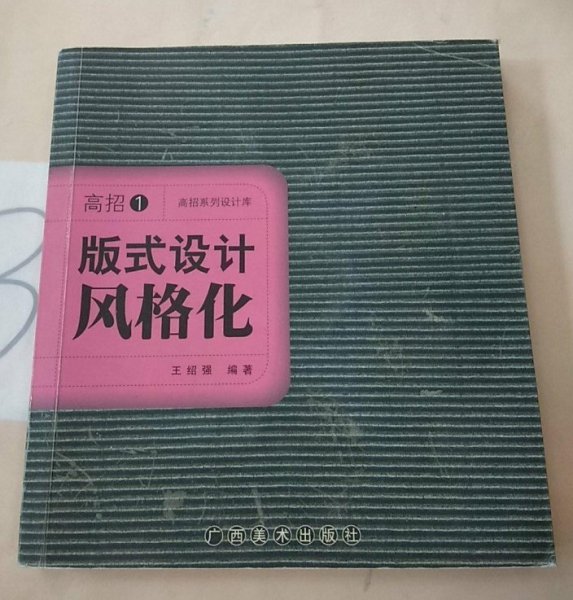 高招1 高招系列设计库
版式设计
风格化
王绍强 编著
广西美术出版社